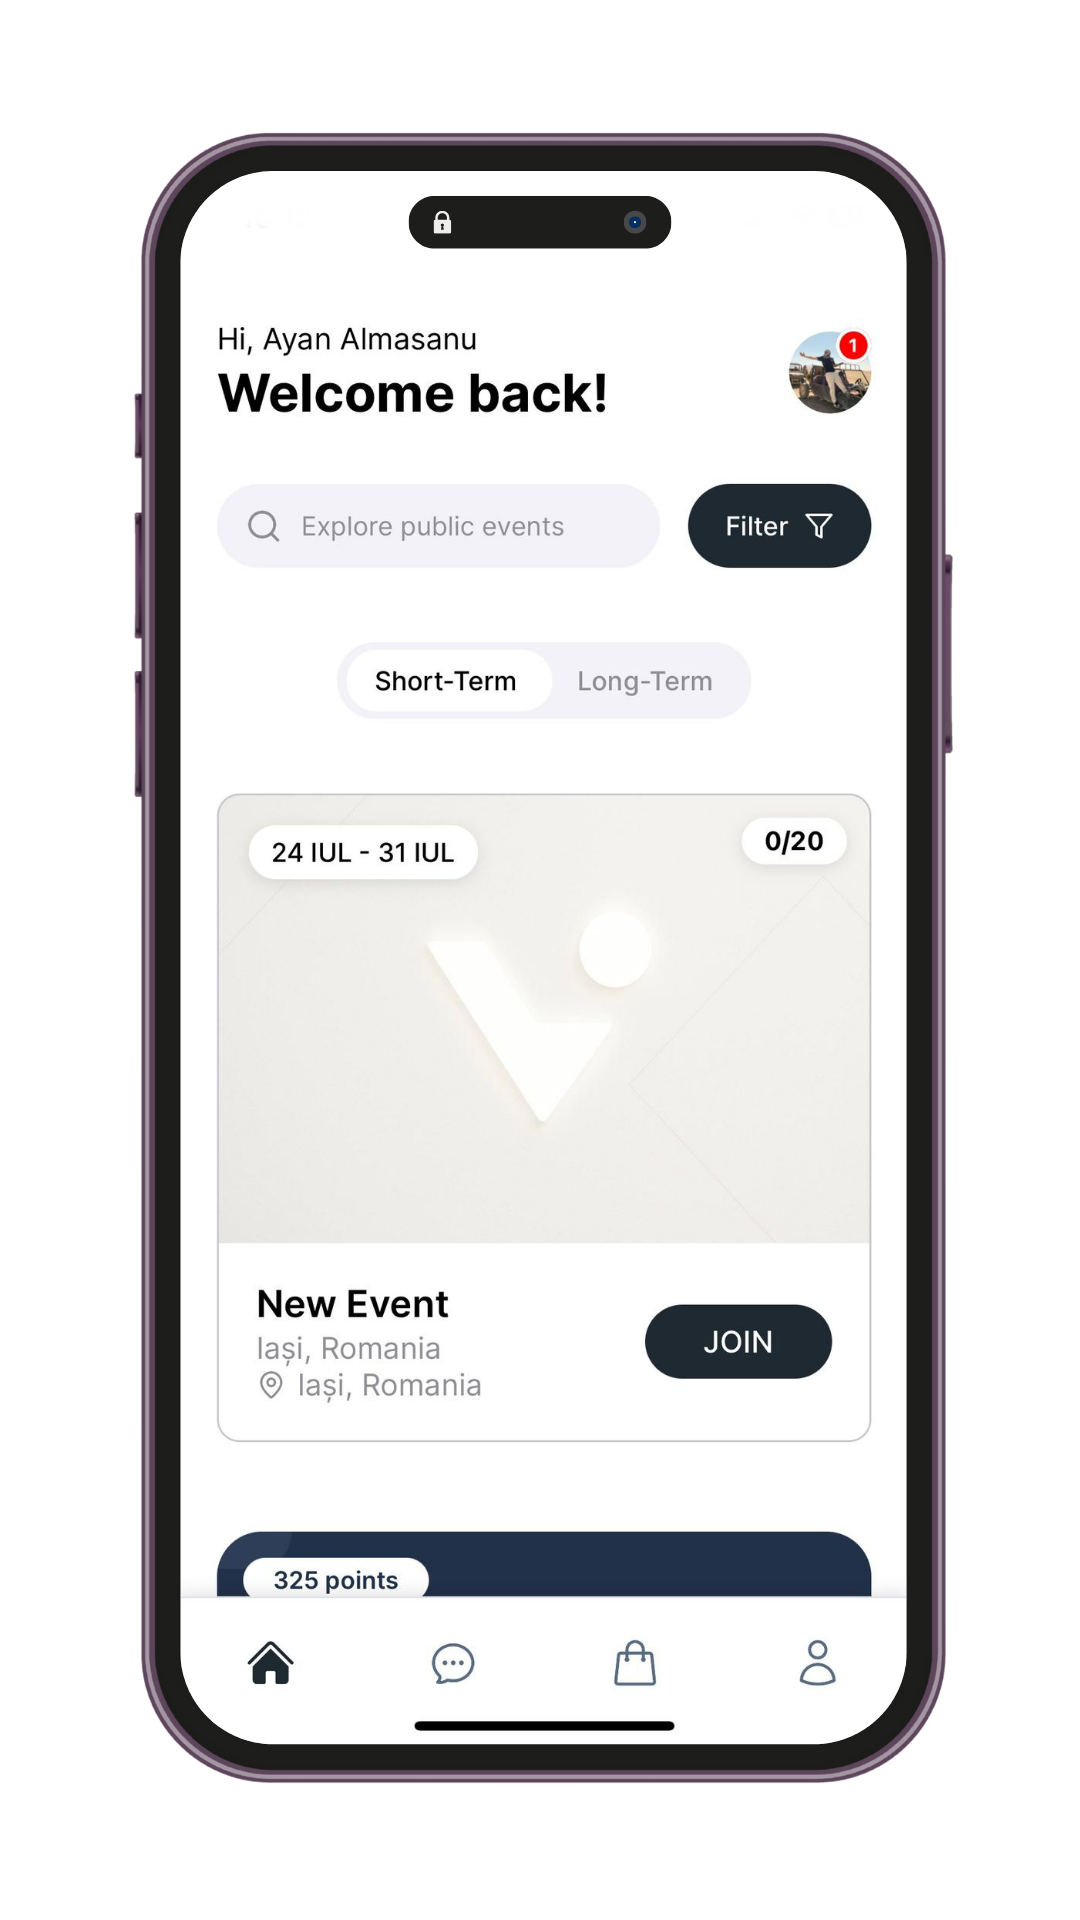 Hi, Ayan Almasanu
1
Welcome back!
Explore public events
Filter
Short-Term
Long-Term
24 IUL - 31 IUL
0/20
New Event
Iași, Romania
JOIN
Iași, Romania
325 points